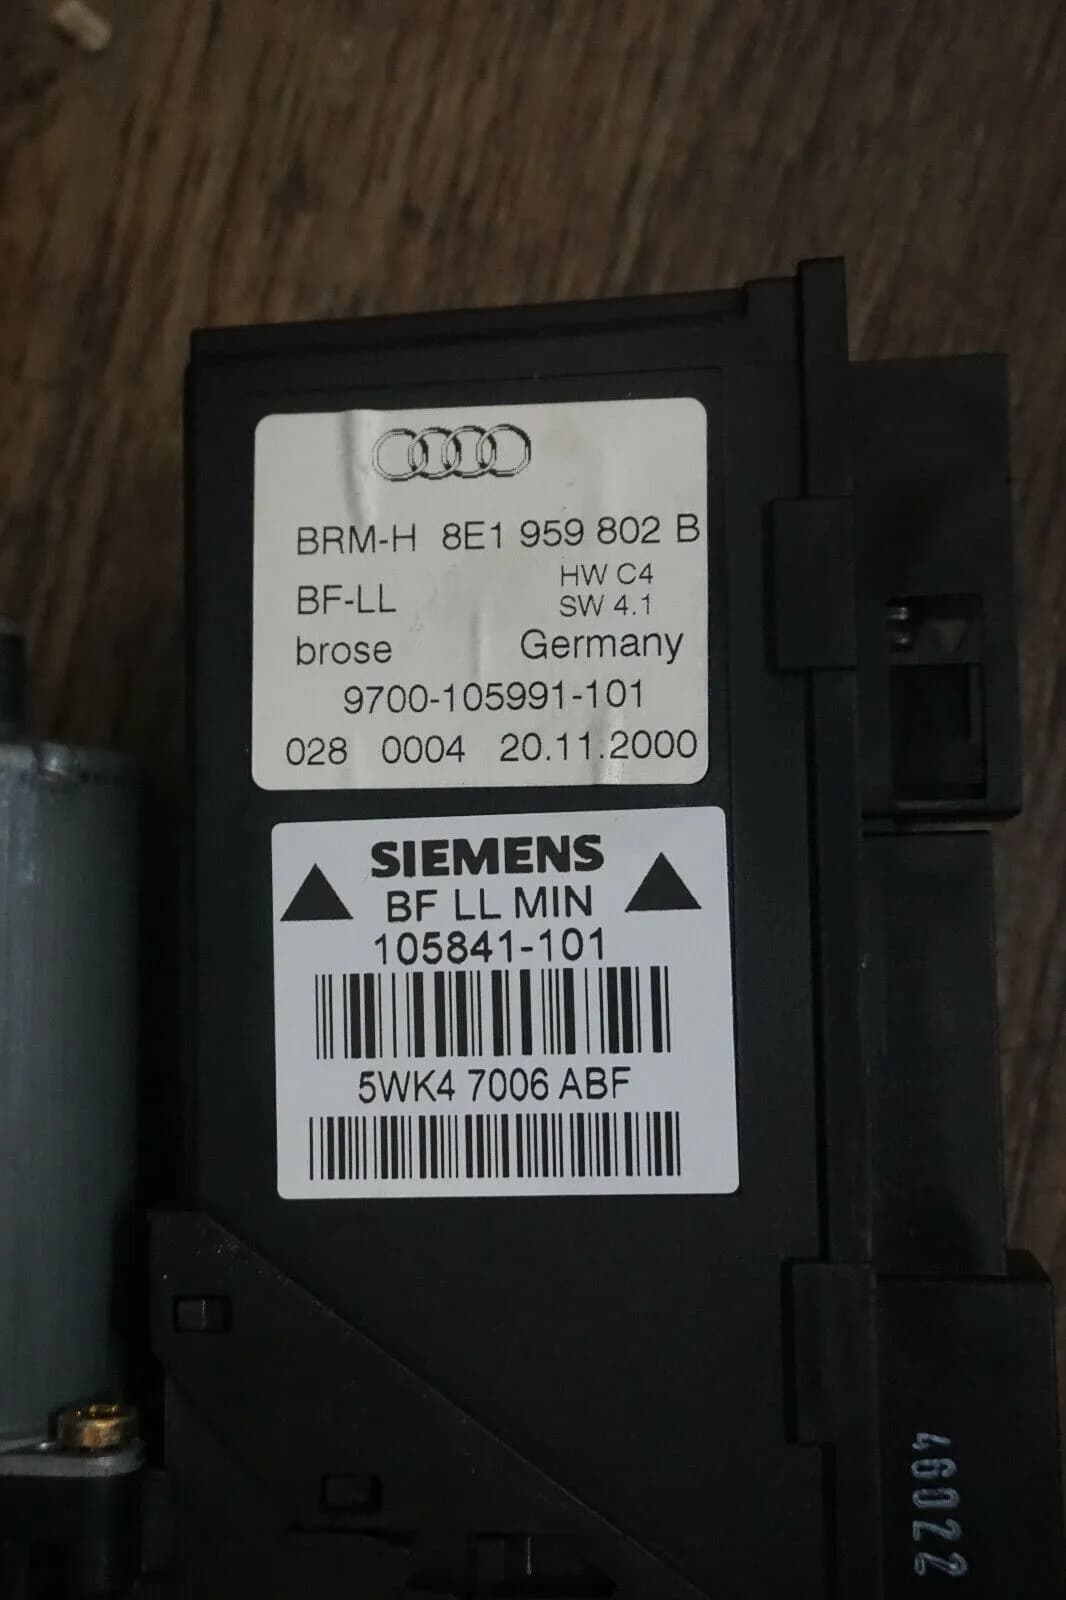 BRM-H 8E1 959 802 B
HW C4
BF-LL
SW 4.1
brose Germany
9700-105991-101
028 0004 20.11.2000
SIEMENS
BF LL MIN
105841-101
5WK4 7006 ABF
46022